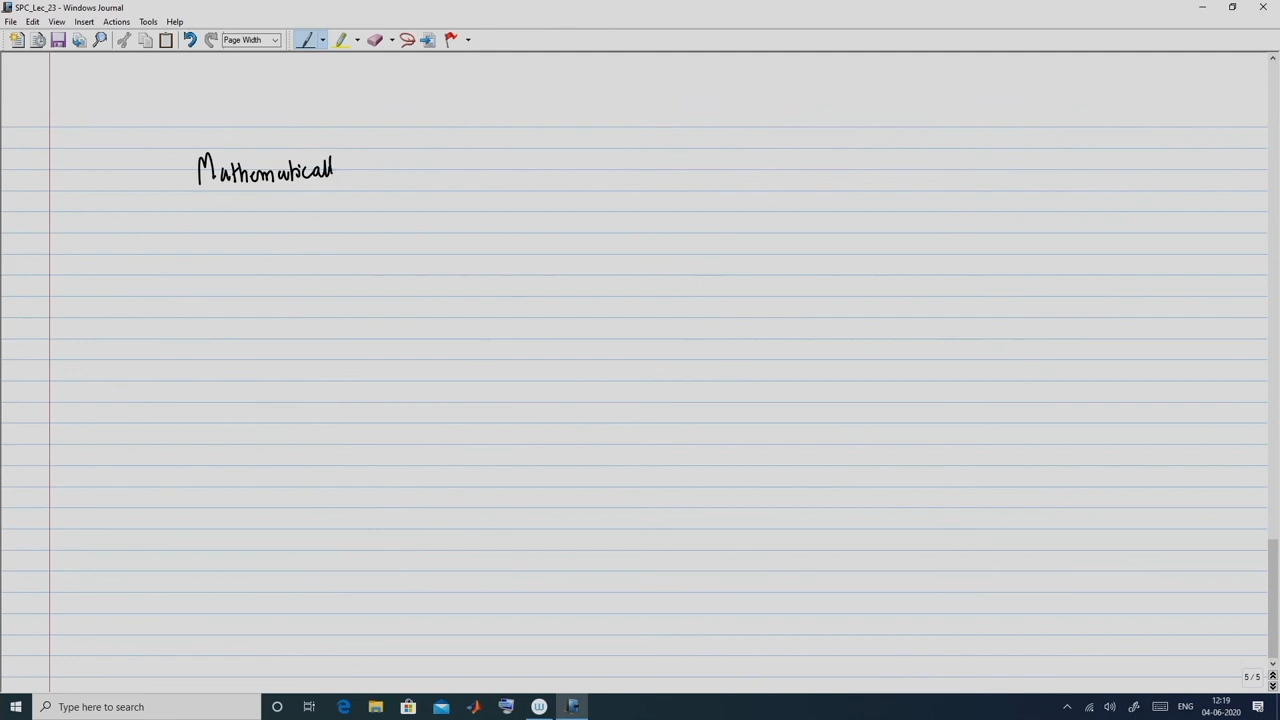 SPC_Lec_23 - Windows Journal
File Edit View Insert Actions Tools Help
Page Width
Mathematicall
5 / 5
Type here to search
ENG
12:19
04-06-2020